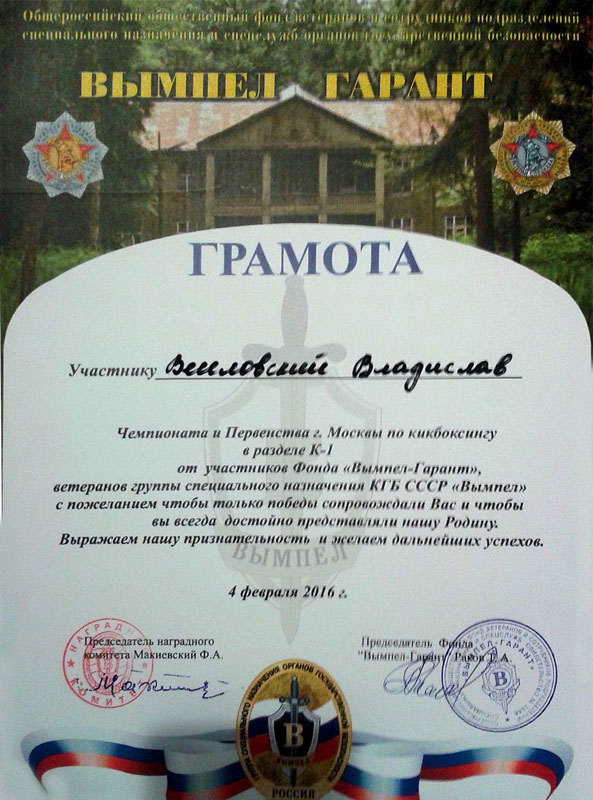 Общероссийский общественный фонд ветеранов и сотрудников подразделений
специального назначения и спецслужб органов государственной безопасности
ВЫМПЕЛ ГАРАНТ
ГРАМОТА
Участнику Владислав
Чемпионата и Первенства г. Москвы по кикбоксингу
в разделе К-1
от участников Фонда «Вымпел-Гарант»,
ветеранов группы специального назначения КГБ СССР «Вымпел»
с пожеланием чтобы только победы сопровождали Вас и чтобы
вы всегда достойно представляли нашу Родину.
Выражаем нашу признательность и желаем дальнейших успехов.
ВЫМПЕЛ
4 февраля 2016 г.
Председатель наградного
комитета Макиевский Ф.А.
Председатель Фонда
"Вымпел-Гарант" Раков
В
ВЫМПЕЛ
РОССИЯ